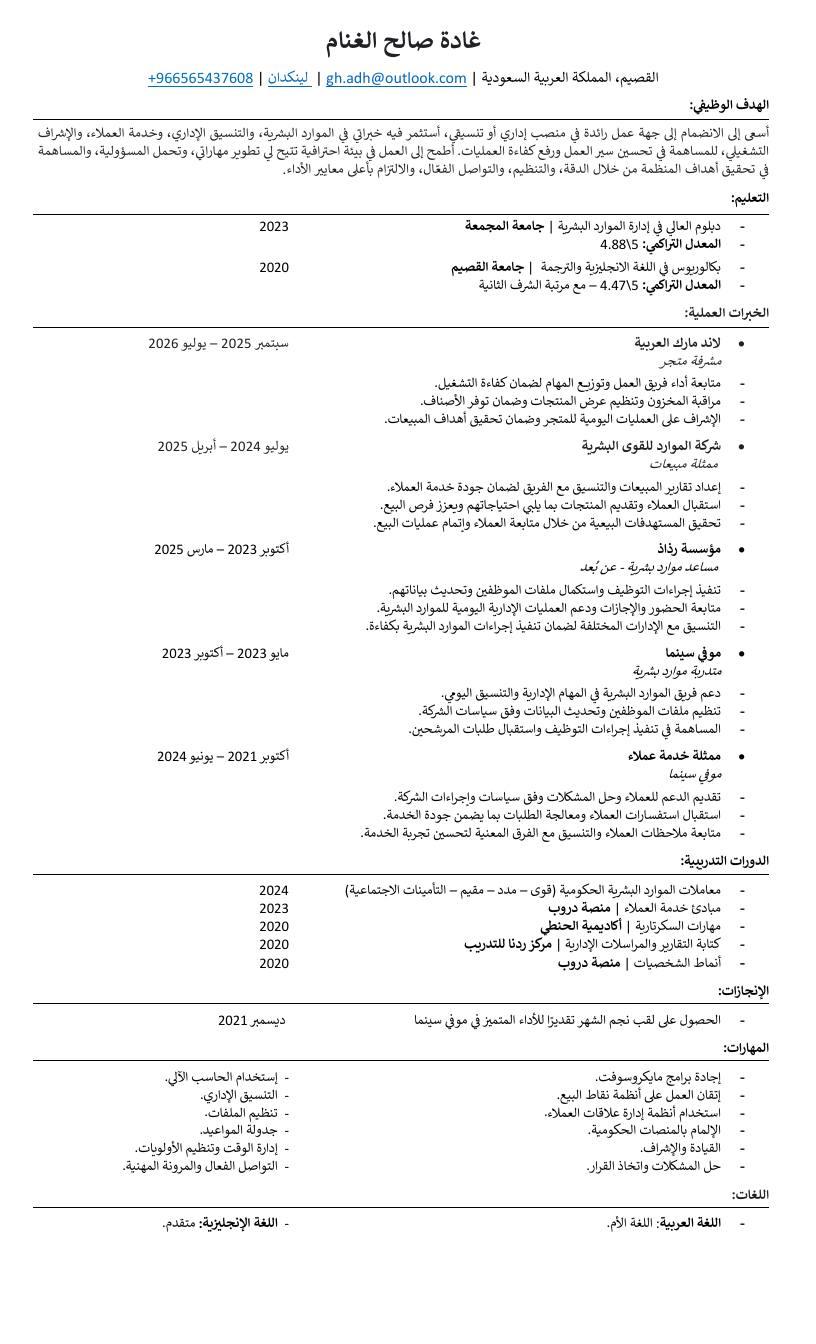 غادة صالح الغنام
القصيم، المملكة العربية السعودية | gh.adh@outlook.com | لينكدان | +966565437608
الهدف الوظيفي:
أسعى إلى الانضمام إلى جهة عمل رائدة في منصب إداري أو تنسيقي، أستثمر فيه خبراتي في الموارد البشرية، والتنسيق الإداري، وخدمة العملاء، والإشراف
التشغيلي، للمساهمة في تحسين سير العمل ورفع كفاءة العمليات. أطمح إلى العمل في بيئة احترافية تتيح لي تطوير مهاراتي، وتحمل المسؤولية، والمساهمة
في تحقيق أهداف المنظمة من خلال الدقة، والتنظيم، والتواصل الفعّال، والالتزام بأعلى معايير الأداء.
التعليم:
- دبلوم العالي في إدارة الموارد البشرية | جامعة المجمعة 2023
- المعدل التراكمي: 5\4.88
- بكالوريوس في اللغة الانجليزية والترجمة | جامعة القصيم 2020
- المعدل التراكمي: 5\4.47 – مع مرتبة الشرف الثانية
الخبرات العملية:
• لاند مارك العربية سبتمبر 2025 – يوليو 2026
مشرفة متجر
- متابعة أداء فريق العمل وتوزيع المهام لضمان كفاءة التشغيل.
- مراقبة المخزون وتنظيم عرض المنتجات وضمان توفر الأصناف.
- الإشراف على العمليات اليومية للمتجر وضمان تحقيق أهداف المبيعات.
• شركة الموارد للقوى البشرية يوليو 2024 – أبريل 2025
ممثلة مبيعات
- إعداد تقارير المبيعات والتنسيق مع الفريق لضمان جودة خدمة العملاء.
- استقبال العملاء وتقديم المنتجات بما يلبي احتياجاتهم ويعزز فرص البيع.
- تحقيق المستهدفات البيعية من خلال متابعة العملاء وإتمام عمليات البيع.
• مؤسسة رذاذ أكتوبر 2023 – مارس 2025
مساعد موارد بشرية - عن بُعد
- تنفيذ إجراءات التوظيف واستكمال ملفات الموظفين وتحديث بياناتهم.
- متابعة الحضور والإجازات ودعم العمليات الإدارية اليومية للموارد البشرية.
- التنسيق مع الإدارات المختلفة لضمان تنفيذ إجراءات الموارد البشرية بكفاءة.
• موفي سينما مايو 2023 – أكتوبر 2023
متدربة موارد بشرية
- دعم فريق الموارد البشرية في المهام الإدارية والتنسيق اليومي.
- تنظيم ملفات الموظفين وتحديث البيانات وفق سياسات الشركة.
- المساهمة في تنفيذ إجراءات التوظيف واستقبال طلبات المرشحين.
• ممثلة خدمة عملاء أكتوبر 2021 – يونيو 2024
موفي سينما
- تقديم الدعم للعملاء وحل المشكلات وفق سياسات وإجراءات الشركة.
- استقبال استفسارات العملاء ومعالجة الطلبات بما يضمن جودة الخدمة.
- متابعة ملاحظات العملاء والتنسيق مع الفرق المعنية لتحسين تجربة الخدمة.
الدورات التدريبية:
- معاملات الموارد البشرية الحكومية (قوى – مدد – مقيم – التأمينات الاجتماعية) 2024
- مبادئ خدمة العملاء | منصة دروب 2023
- مهارات السكرتارية | أكاديمية الحنطي 2020
- كتابة التقارير والمراسلات الإدارية | مركز ردنا للتدريب 2020
- أنماط الشخصيات | منصة دروب 2020
الإنجازات:
- الحصول على لقب نجم الشهر تقديرًا للأداء المتميز في موفي سينما ديسمبر 2021
المهارات:
- إجادة برامج مايكروسوفت. - إستخدام الحاسب الآلي.
- إتقان العمل على أنظمة نقاط البيع. - التنسيق الإداري.
- استخدام أنظمة إدارة علاقات العملاء. - تنظيم الملفات.
- الإلمام بالمنصات الحكومية. - جدولة المواعيد.
- القيادة والإشراف. - إدارة الوقت وتنظيم الأولويات.
- حل المشكلات واتخاذ القرار. - التواصل الفعال والمرونة المهنية.
اللغات:
- اللغة العربية: اللغة الأم. - اللغة الإنجليزية: متقدم.